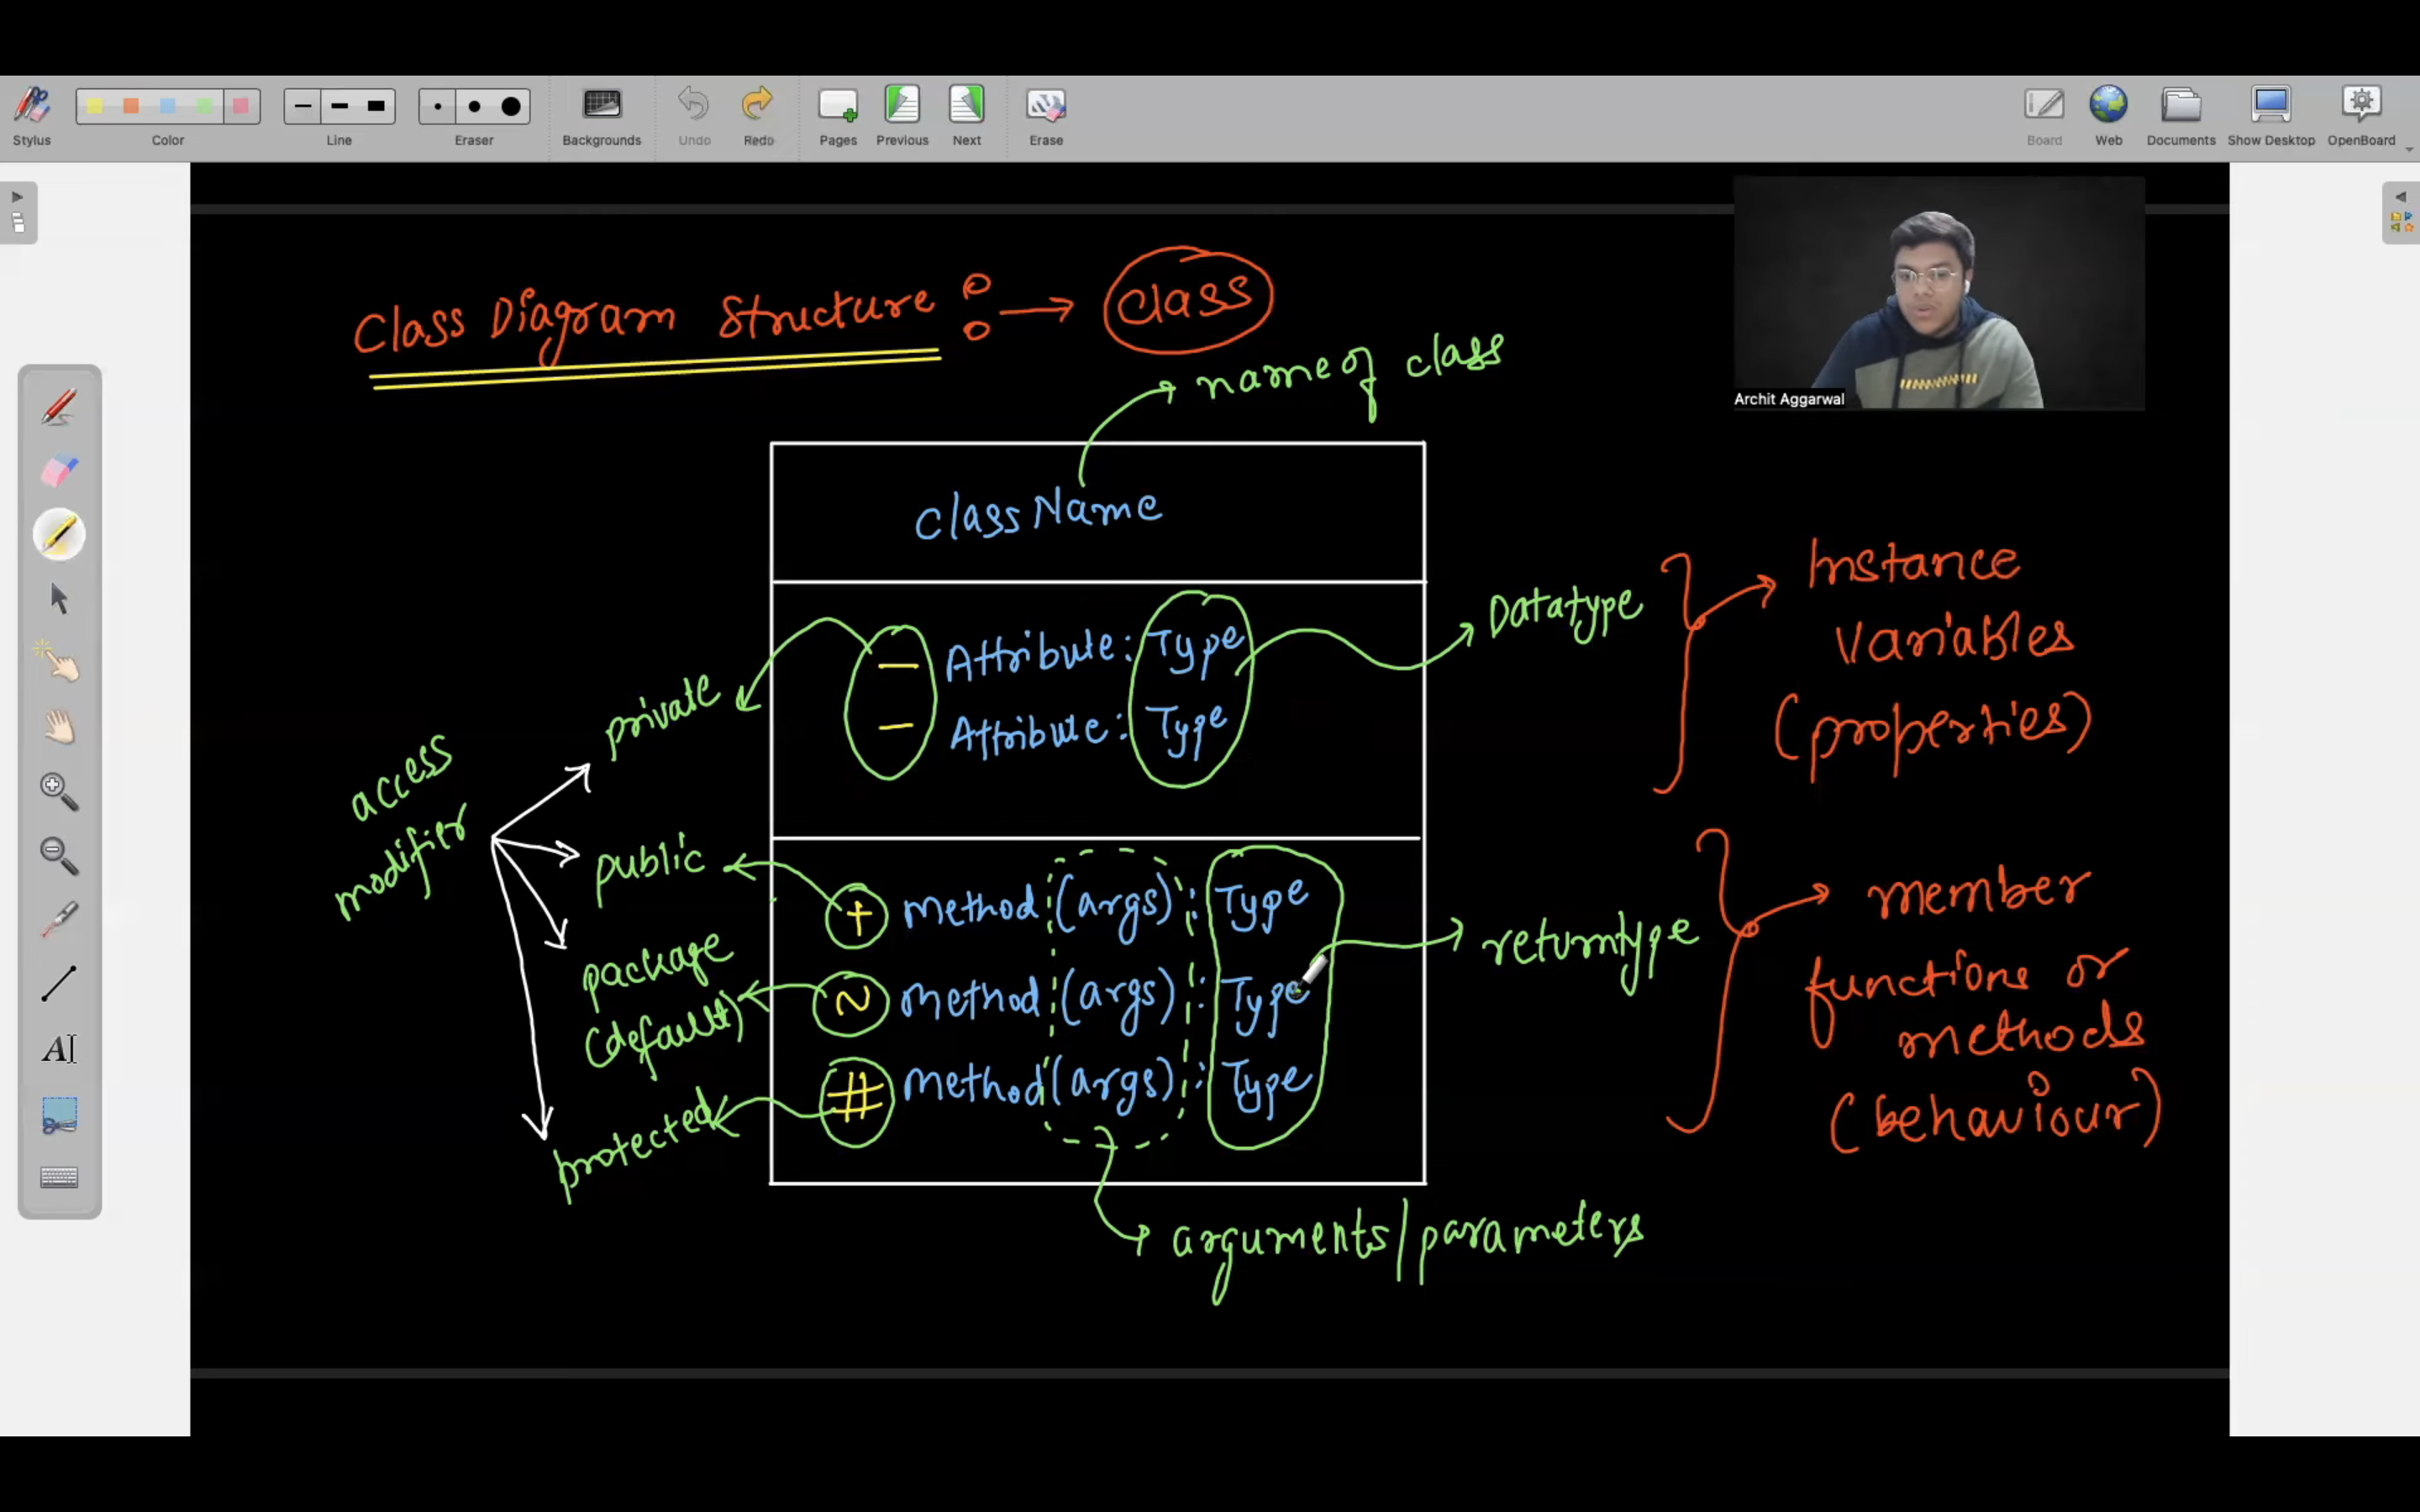 Stylus
Color
Line
Eraser
Backgrounds
Undo
Redo
Pages
Previous
Next
Erase
Board
Web
Documents
Show Desktop
OpenBoard
Archit Aggarwal
Class Diagram Structure : → class
name of class
className
- Attribute: Type
- Attribute: Type
Datatype
Instance
Variables
(properties)
private
access
modifier
public
package
(default)
protected
+ method (args) : Type
~ method (args) : Type
# method (args) : Type
returntype
member
functions or
methods
(behaviour)
arguments/parameters
AI